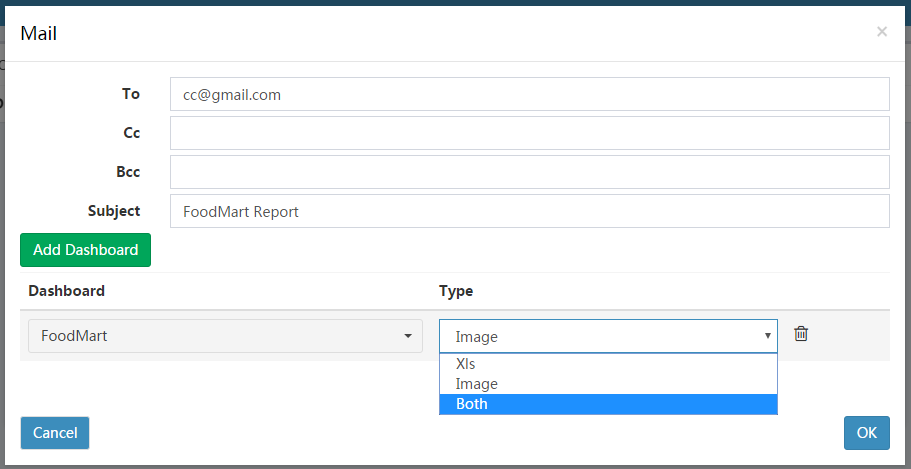 Mail
×
To cc@gmail.com
Cc
Bcc
Subject FoodMart Report
Add Dashboard
Dashboard Type
FoodMart Image
Xls
Image
Both
Cancel OK